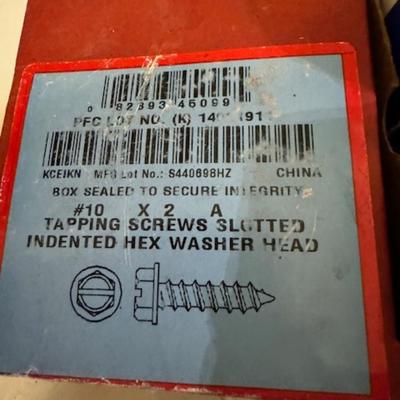 0 82893 45099
PFC LOT NO. (K)
KCEIKN MFG Lot No.: S440698HZ CHINA
BOX SEALED TO SECURE INTEGRITY
#10 X 2 A
TAPPING SCREWS SLOTTED
INDENTED HEX WASHER HEAD